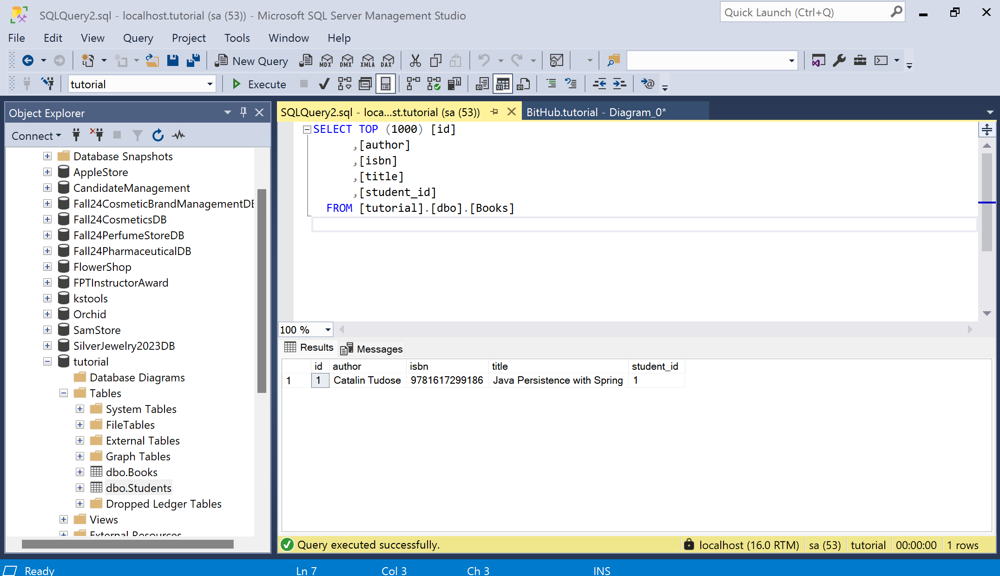 SQLQuery2.sql - localhost.tutorial (sa (53)) - Microsoft SQL Server Management Studio
Quick Launch (Ctrl+Q)
File Edit View Query Project Tools Window Help
New Query MDX DMX XMLA DAX
tutorial Execute
Object Explorer
Connect
Database Snapshots
AppleStore
CandidateManagement
Fall24CosmeticBrandManagementDB
Fall24CosmeticsDB
Fall24PerfumeStoreDB
Fall24PharmaceuticalDB
FlowerShop
FPTInstructorAward
kstools
Orchid
SamStore
SilverJewelry2023DB
tutorial
Database Diagrams
Tables
System Tables
FileTables
External Tables
Graph Tables
dbo.Books
dbo.Students
Dropped Ledger Tables
Views
External Resources
SQLQuery2.sql - loca...st.tutorial (sa (53)) BitHub.tutorial - Diagram_0*
SELECT TOP (1000) [id]
,[author]
,[isbn]
,[title]
,[student_id]
FROM [tutorial].[dbo].[Books]
100 %
Results Messages
id author isbn title student_id
1 1 Catalin Tudose 9781617299186 Java Persistence with Spring 1
Query executed successfully. localhost (16.0 RTM) sa (53) tutorial 00:00:00 1 rows
Ready Ln 7 Col 3 Ch 3 INS